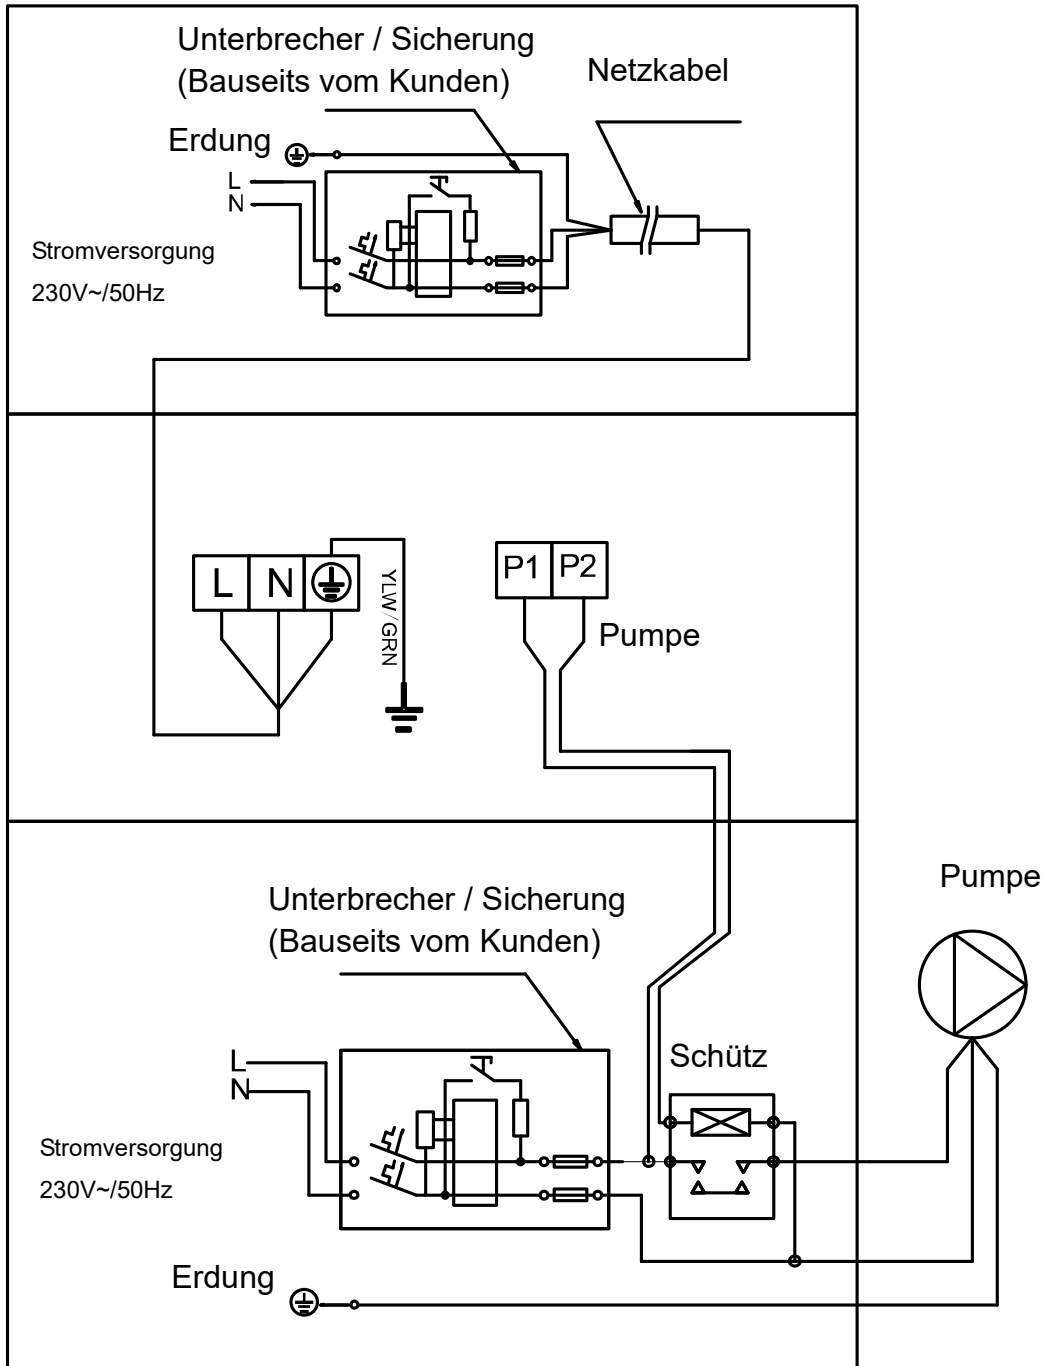 Unterbrecher / Sicherung
(Bauseits vom Kunden)
Netzkabel
Erdung
L
N
Stromversorgung
230V~/50Hz
L N
YLW/GRN
P1 P2
Pumpe
Pumpe
Unterbrecher / Sicherung
(Bauseits vom Kunden)
Schütz
L
N
Stromversorgung
230V~/50Hz
Erdung